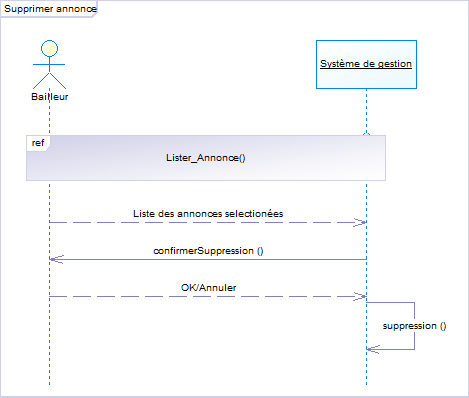 Supprimer annonce
Système de gestion
Bailleur
ref
Lister_Annonce()
Liste des annonces selectionées
confirmerSuppression ()
OK/Annuler
suppression ()